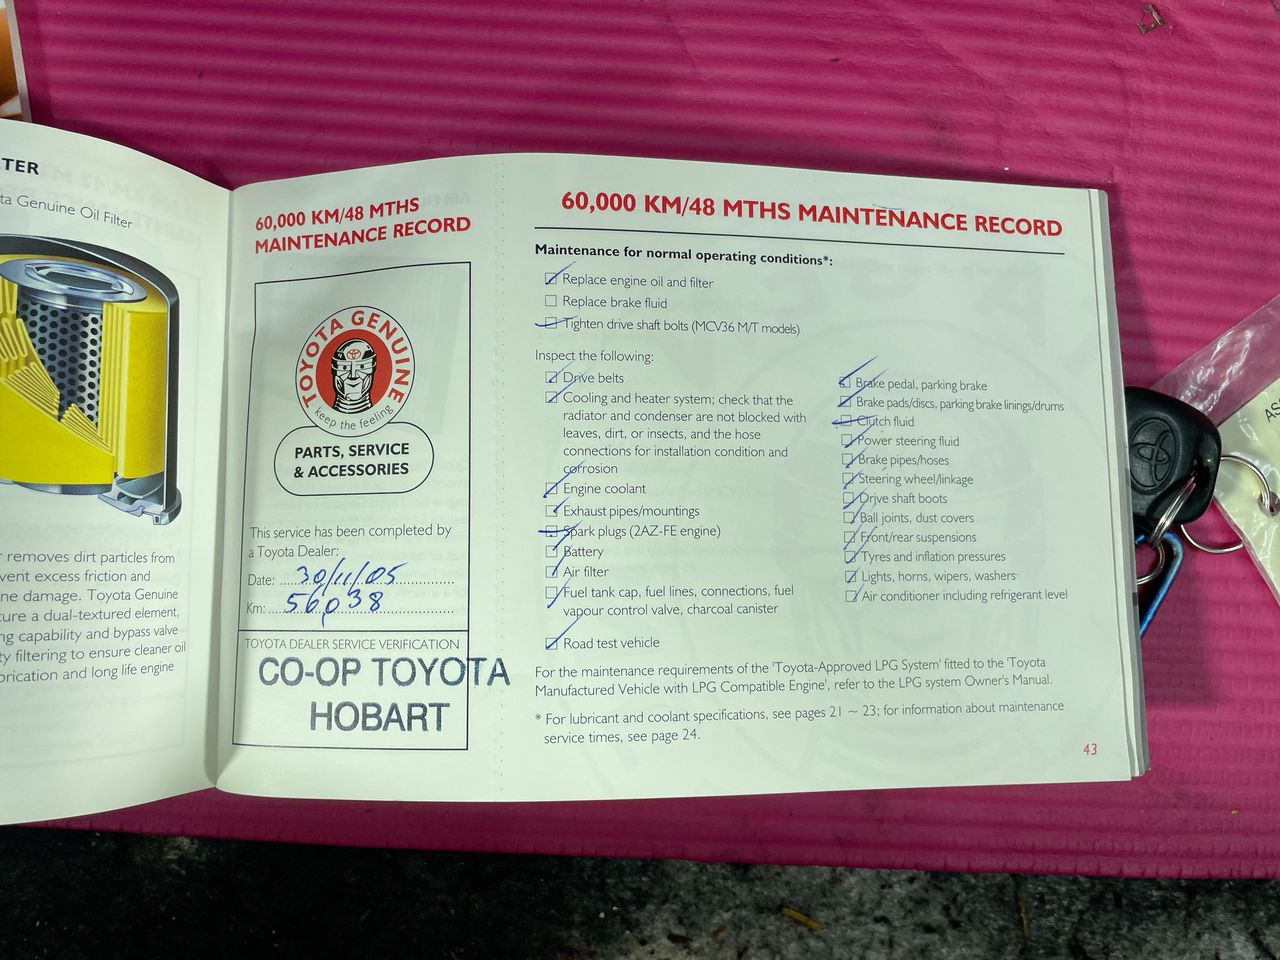 TER
ta Genuine Oil Filter
removes dirt particles from
vent excess friction and
ne damage. Toyota Genuine
ture a dual-textured element,
ng capability and bypass valve
ty filtering to ensure cleaner oil
brication and long life engine
60,000 KM/48 MTHS
MAINTENANCE RECORD
TOYOTA GENUINE
keep the feeling
PARTS, SERVICE
& ACCESSORIES
This service has been completed by
a Toyota Dealer:
Date: 30/11/05
Km: 56,038
TOYOTA DEALER SERVICE VERIFICATION
CO-OP TOYOTA
HOBART
60,000 KM/48 MTHS MAINTENANCE RECORD
Maintenance for normal operating conditions*:
Replace engine oil and filter
Replace brake fluid
Tighten drive shaft bolts (MCV36 M/T models)
Inspect the following:
Drive belts
Cooling and heater system; check that the
radiator and condenser are not blocked with
leaves, dirt, or insects, and the hose
connections for installation condition and
corrosion
Engine coolant
Exhaust pipes/mountings
Spark plugs (2AZ-FE engine)
Battery
Air filter
Fuel tank cap, fuel lines, connections, fuel
vapour control valve, charcoal canister
Road test vehicle
Brake pedal, parking brake
Brake pads/discs, parking brake linings/drums
Clutch fluid
Power steering fluid
Brake pipes/hoses
Steering wheel/linkage
Drive shaft boots
Ball joints, dust covers
Front/rear suspensions
Tyres and inflation pressures
Lights, horns, wipers, washers
Air conditioner including refrigerant level
For the maintenance requirements of the 'Toyota-Approved LPG System' fitted to the 'Toyota
Manufactured Vehicle with LPG Compatible Engine', refer to the LPG system Owner's Manual.
* For lubricant and coolant specifications, see pages 21 ~ 23; for information about maintenance
service times, see page 24.
43